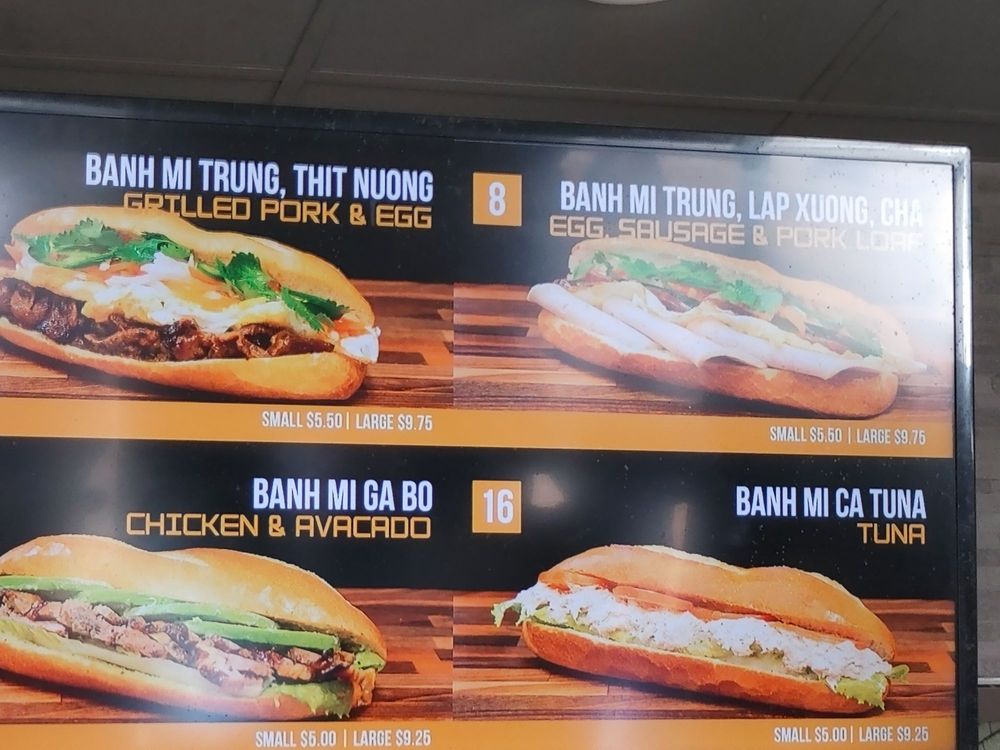 BANH MI TRUNG, THIT NUONG
GRILLED PORK & EGG
SMALL $5.50 | LARGE $9.75
8
BANH MI TRUNG, LAP XUONG, CHA
EGG, SAUSAGE & PORK LOAF
SMALL $5.50 | LARGE $9.75
BANH MI GA BO
CHICKEN & AVACADO
SMALL $5.00 | LARGE $9.25
16
BANH MI CA TUNA
TUNA
SMALL $5.00 | LARGE $9.25